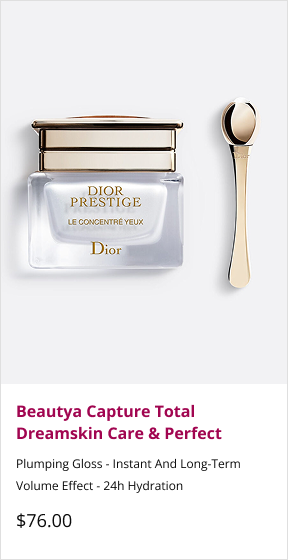 DIOR
PRESTIGE
LE CONCENTRÉ YEUX
Dior
Beautya Capture Total
Dreamskin Care & Perfect
Plumping Gloss - Instant And Long-Term
Volume Effect - 24h Hydration
$76.00